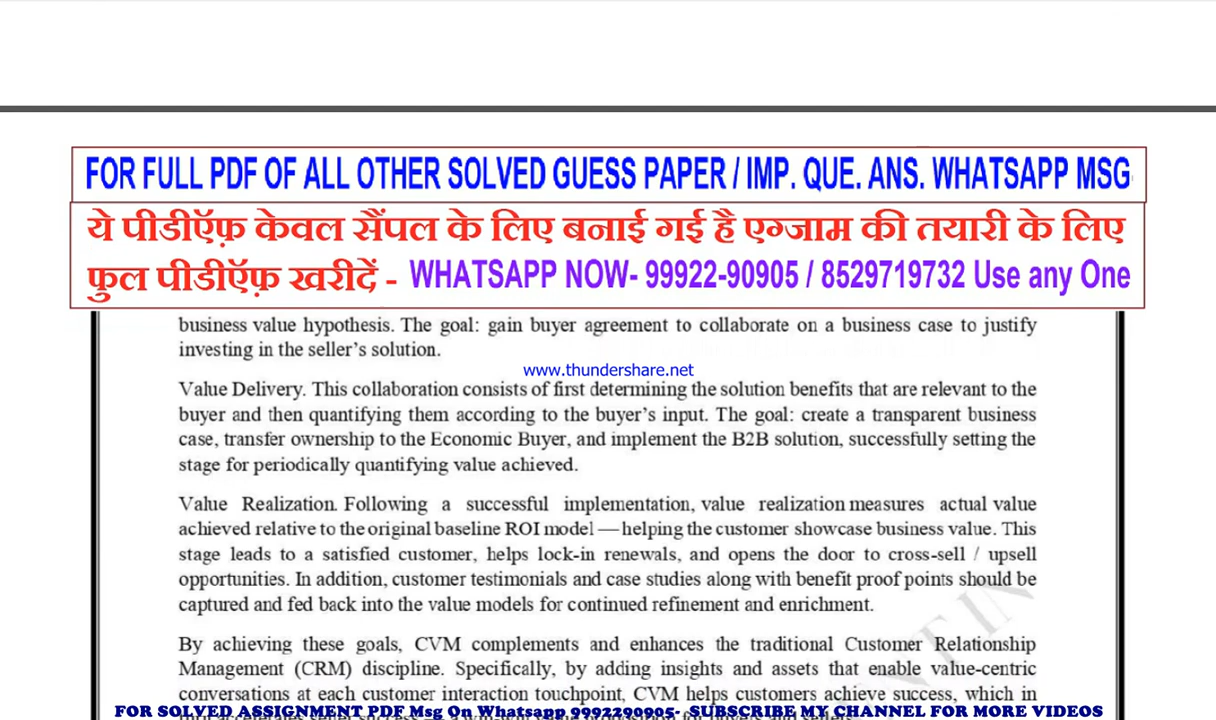 FOR FULL PDF OF ALL OTHER SOLVED GUESS PAPER / IMP. QUE. ANS. WHATSAPP MSG
ये पीडीऍफ़ केवल सैंपल के लिए बनाई गई है एग्जाम की तयारी के लिए
फुल पीडीऍफ़ खरीदें - WHATSAPP NOW- 99922-90905 / 8529719732 Use any One
business value hypothesis. The goal: gain buyer agreement to collaborate on a business case to justify
investing in the seller’s solution.
www.thundershare.net
Value Delivery. This collaboration consists of first determining the solution benefits that are relevant to the
buyer and then quantifying them according to the buyer’s input. The goal: create a transparent business
case, transfer ownership to the Economic Buyer, and implement the B2B solution, successfully setting the
stage for periodically quantifying value achieved.
Value Realization. Following a successful implementation, value realization measures actual value
achieved relative to the original baseline ROI model — helping the customer showcase business value. This
stage leads to a satisfied customer, helps lock-in renewals, and opens the door to cross-sell / upsell
opportunities. In addition, customer testimonials and case studies along with benefit proof points should be
captured and fed back into the value models for continued refinement and enrichment.
By achieving these goals, CVM complements and enhances the traditional Customer Relationship
Management (CRM) discipline. Specifically, by adding insights and assets that enable value-centric
conversations at each customer interaction touchpoint, CVM helps customers achieve success, which in
FOR SOLVED ASSIGNMENT PDF Msg On Whatsapp 9992290905- SUBSCRIBE MY CHANNEL FOR MORE VIDEOS